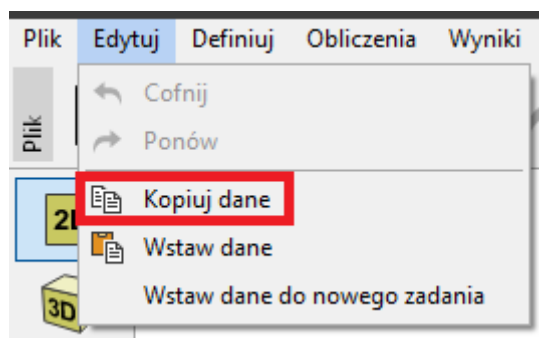 Plik Edytuj Definiuj Obliczenia Wyniki
Plik
Cofnij
Ponów
Kopiuj dane
Wstaw dane
Wstaw dane do nowego zadania
3D